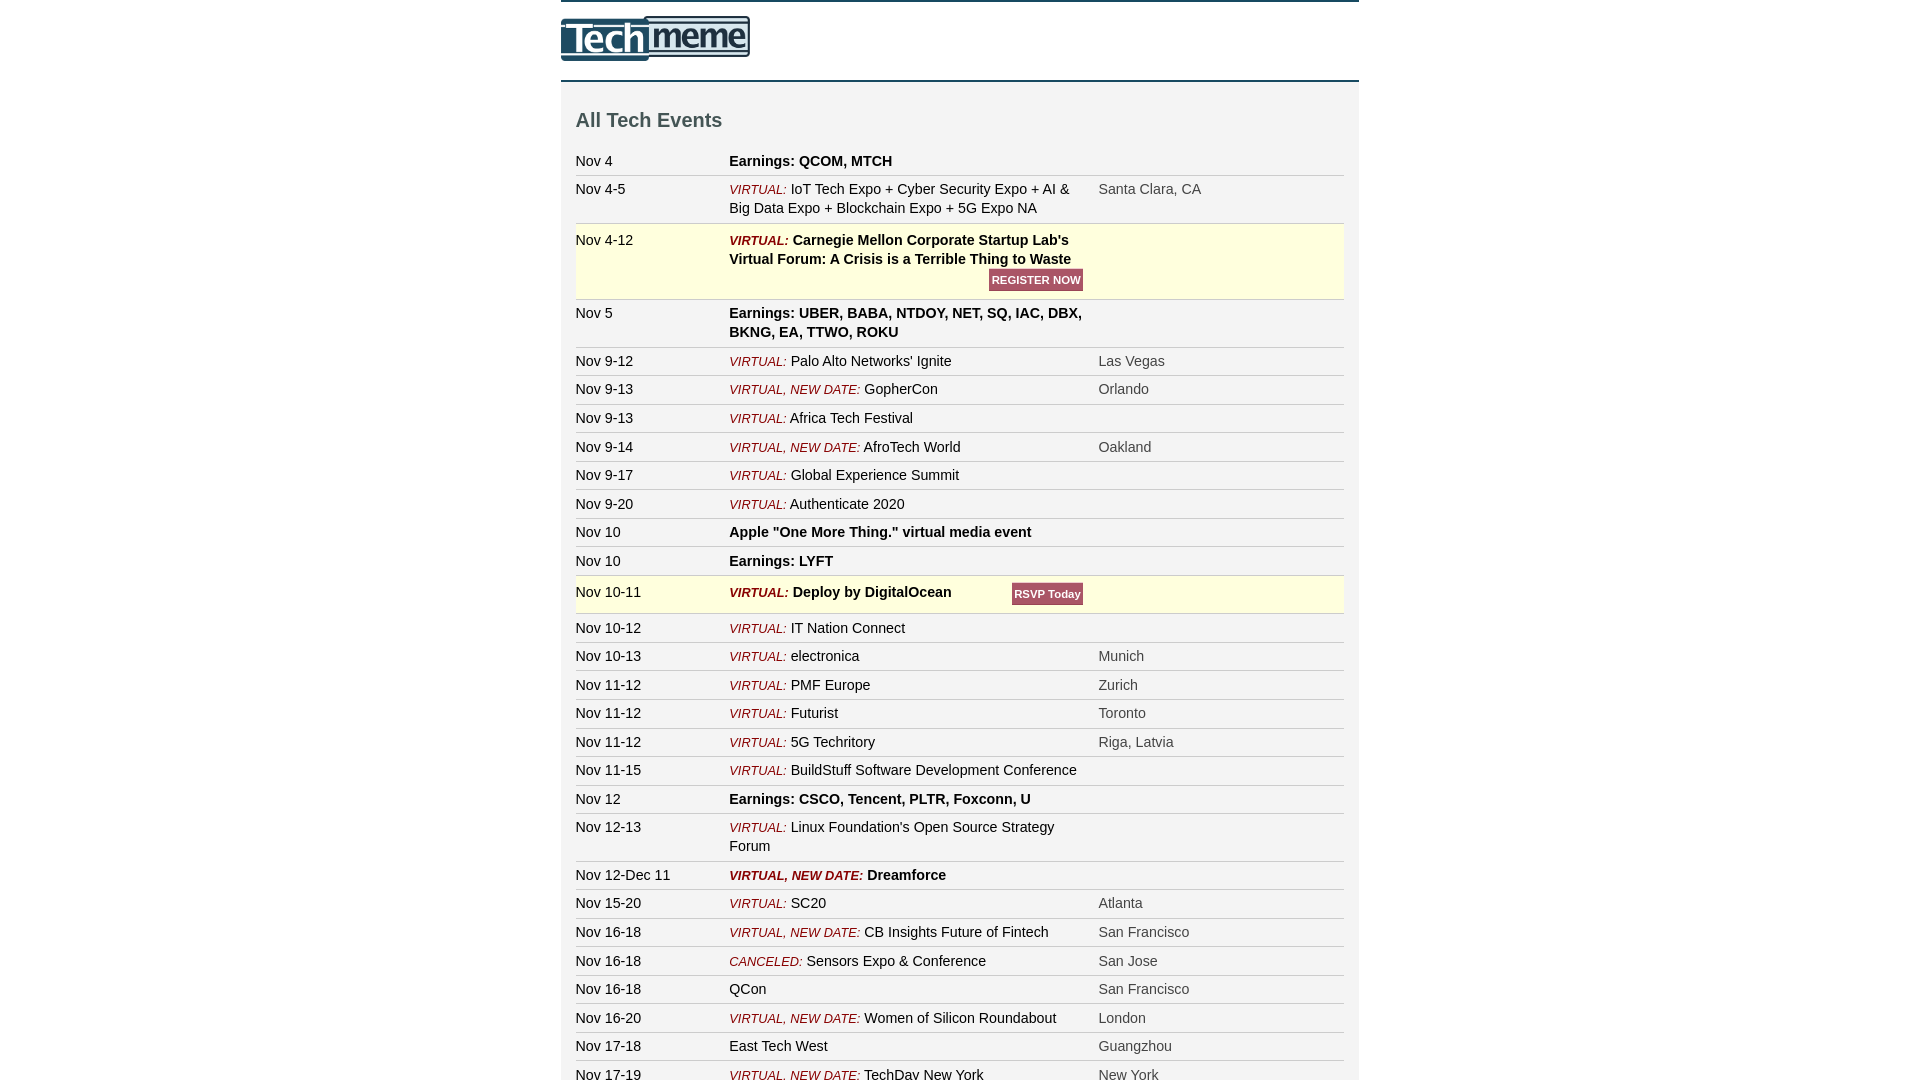 Techmeme
All Tech Events
Nov 4 Earnings: QCOM, MTCH
Nov 4-5 VIRTUAL: IoT Tech Expo + Cyber Security Expo + AI & Santa Clara, CA
Big Data Expo + Blockchain Expo + 5G Expo NA
Nov 4-12 VIRTUAL: Carnegie Mellon Corporate Startup Lab's
Virtual Forum: A Crisis is a Terrible Thing to Waste
REGISTER NOW
Nov 5 Earnings: UBER, BABA, NTDOY, NET, SQ, IAC, DBX,
BKNG, EA, TTWO, ROKU
Nov 9-12 VIRTUAL: Palo Alto Networks' Ignite Las Vegas
Nov 9-13 VIRTUAL, NEW DATE: GopherCon Orlando
Nov 9-13 VIRTUAL: Africa Tech Festival
Nov 9-14 VIRTUAL, NEW DATE: AfroTech World Oakland
Nov 9-17 VIRTUAL: Global Experience Summit
Nov 9-20 VIRTUAL: Authenticate 2020
Nov 10 Apple "One More Thing." virtual media event
Nov 10 Earnings: LYFT
Nov 10-11 VIRTUAL: Deploy by DigitalOcean RSVP Today
Nov 10-12 VIRTUAL: IT Nation Connect
Nov 10-13 VIRTUAL: electronica Munich
Nov 11-12 VIRTUAL: PMF Europe Zurich
Nov 11-12 VIRTUAL: Futurist Toronto
Nov 11-12 VIRTUAL: 5G Techritory Riga, Latvia
Nov 11-15 VIRTUAL: BuildStuff Software Development Conference
Nov 12 Earnings: CSCO, Tencent, PLTR, Foxconn, U
Nov 12-13 VIRTUAL: Linux Foundation's Open Source Strategy
Forum
Nov 12-Dec 11 VIRTUAL, NEW DATE: Dreamforce
Nov 15-20 VIRTUAL: SC20 Atlanta
Nov 16-18 VIRTUAL, NEW DATE: CB Insights Future of Fintech San Francisco
Nov 16-18 CANCELED: Sensors Expo & Conference San Jose
Nov 16-18 QCon San Francisco
Nov 16-20 VIRTUAL, NEW DATE: Women of Silicon Roundabout London
Nov 17-18 East Tech West Guangzhou
Nov 17-19 VIRTUAL, NEW DATE: TechDay New York New York